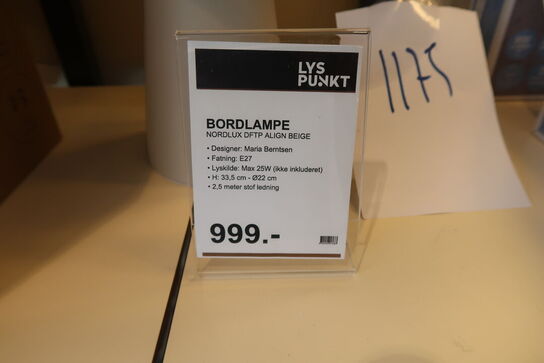 LYS
PUNKT
BORDLAMPE
NORDLUX DFTP ALIGN BEIGE
• Designer: Maria Berntsen
• Fatning: E27
• Lyskilde: Max 25W (ikke inkluderet)
• H: 33,5 cm - Ø22 cm
• 2,5 meter stof ledning
999.-
1175